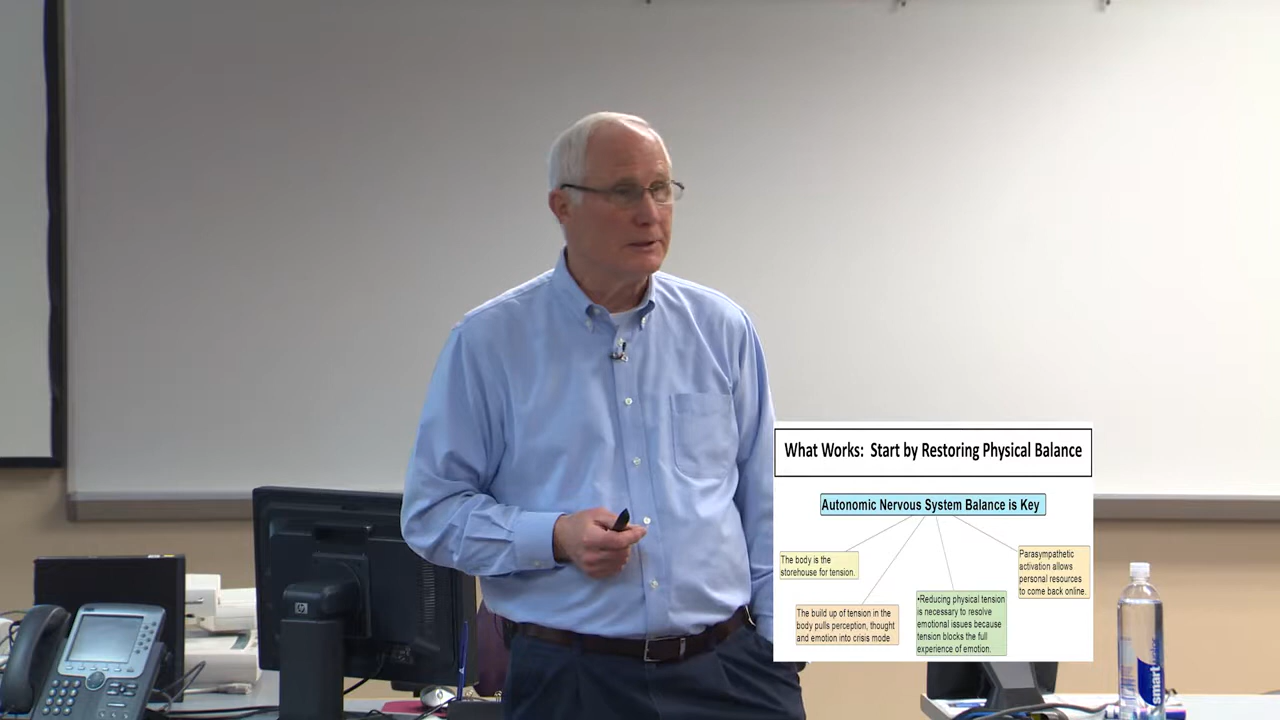 What Works: Start by Restoring Physical Balance
Autonomic Nervous System Balance is Key
The body is the
storehouse for tension.
The build up of tension in the
body pulls perception, thought
and emotion into crisis mode
•Reducing physical tension
is necessary to resolve
emotional issues because
tension blocks the full
experience of emotion.
Parasympathetic
activation allows
personal resources
to come back online.
hp
smart